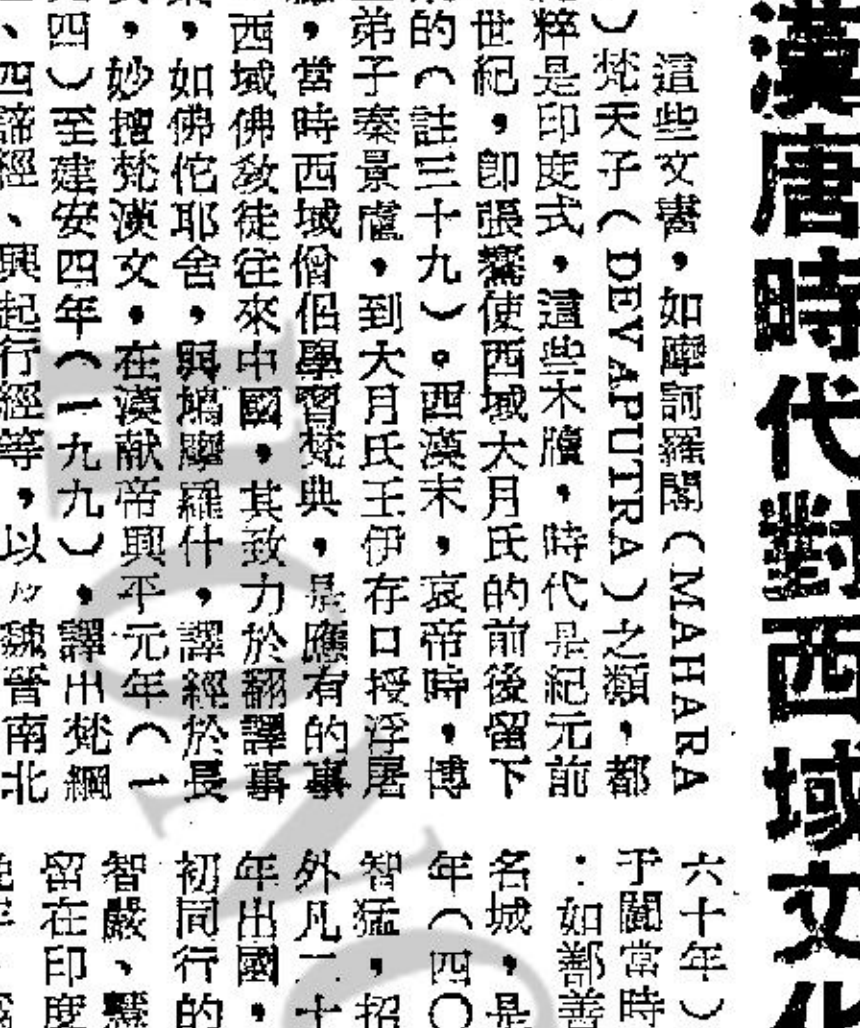 漢唐時代對西域文化
這些文書，如摩訶羅闍（MAHARA
）梵天子（DEVAPUTRA）之類，都
粹是印度式，這些木牘，時代是紀元前
世紀，卽張騫使西域大月氏的前後留下
的（註三十九）。西漢末，哀帝時，博
弟子秦景盧，到大月氏王伊存口授浮屠
，當時西域僧侶學習梵典，是應有的事
西域佛教徒往來中國，其致力於翻譯事
，如佛佗耶舍，與鳩摩羅什，譯經於長
，妙擅梵漢文，在漢献帝興平元年（一
四）至建安四年（一九九），譯出梵網
、四諦經、興起行經等，以 魏晉南北
六十年）
于闐當時
：如鄯善
名城，是
年（四〇
智猛，招
外凡二十
年出國，
初同行的
智嚴、慧
留在印度